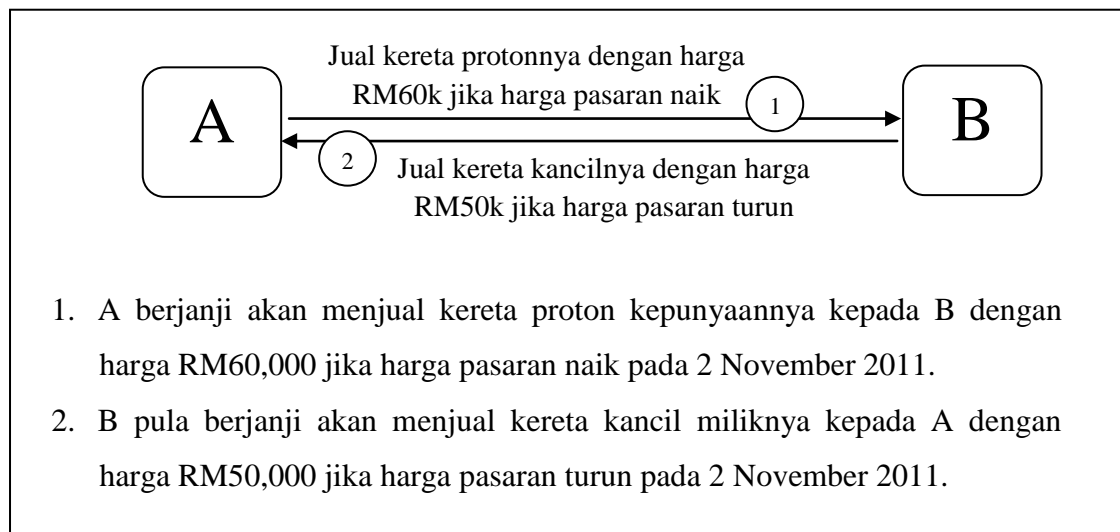 Jual kereta protonnya dengan harga
RM60k jika harga pasaran naik
1
A
B
2
Jual kereta kancilnya dengan harga
RM50k jika harga pasaran turun
1. A berjanji akan menjual kereta proton kepunyaannya kepada B dengan
harga RM60,000 jika harga pasaran naik pada 2 November 2011.
2. B pula berjanji akan menjual kereta kancil miliknya kepada A dengan
harga RM50,000 jika harga pasaran turun pada 2 November 2011.